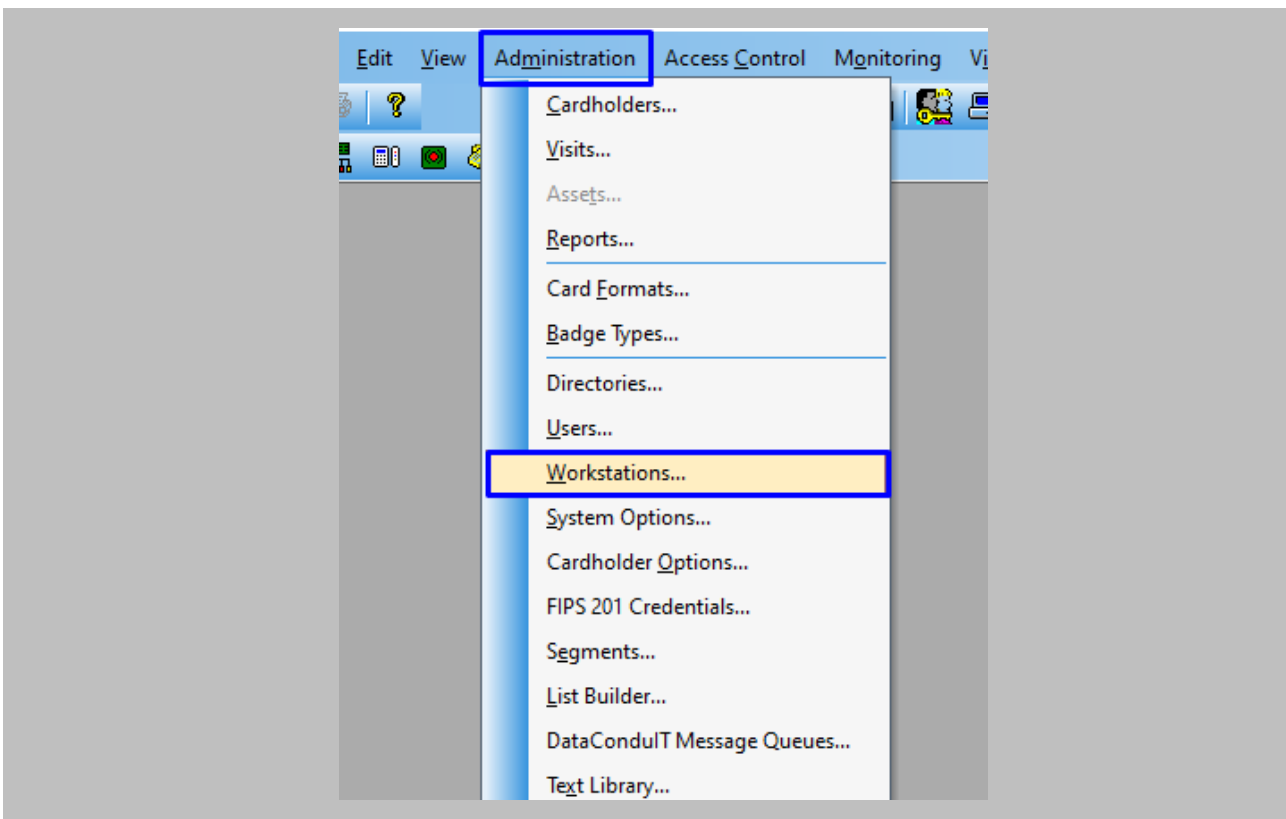 Edit View Administration Access Control Monitoring
Cardholders...
Visits...
Assets...
Reports...
Card Formats...
Badge Types...
Directories...
Users...
Workstations...
System Options...
Cardholder Options...
FIPS 201 Credentials...
Segments...
List Builder...
DataConduIT Message Queues...
Text Library...